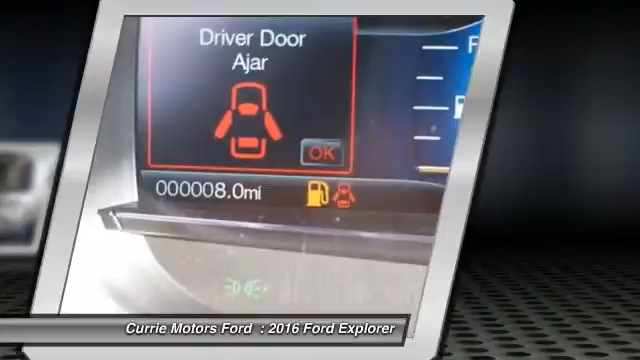 Driver Door
Ajar
OK
F
000008.0mi
Currie Motors Ford : 2016 Ford Explorer